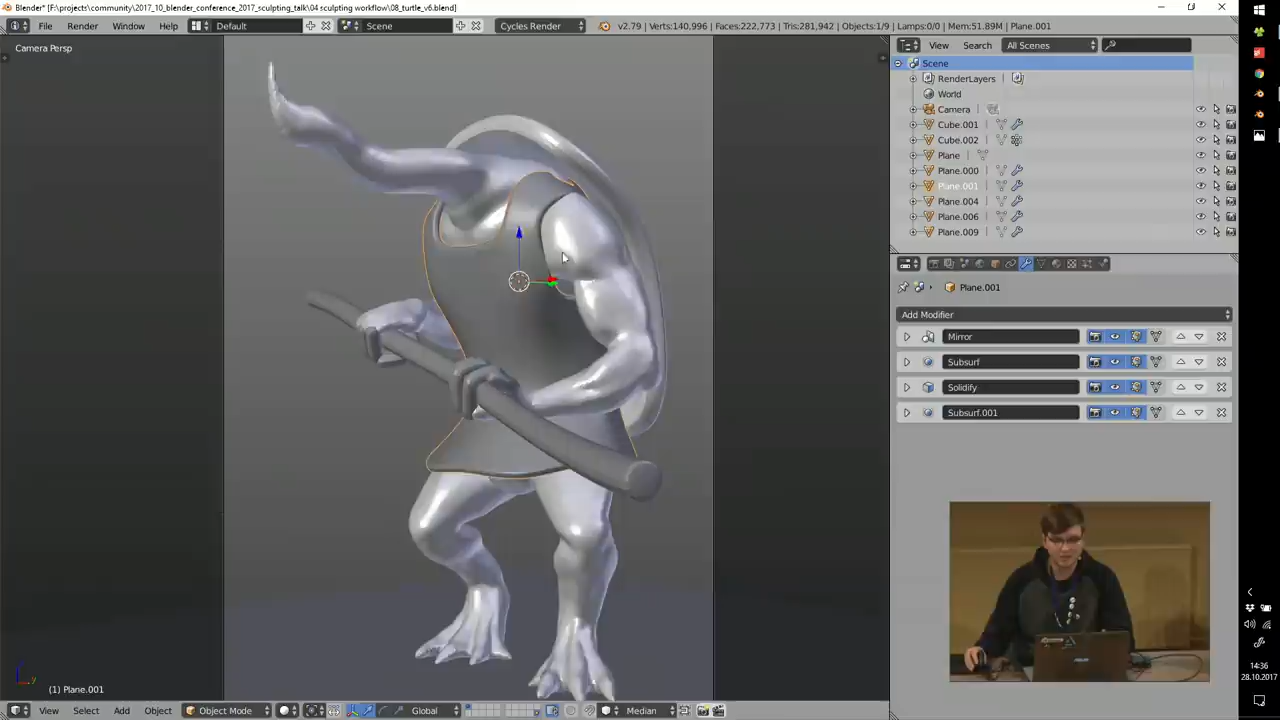 Blender* [F:\projects\community\2017_10_blender_conference_2017_sculpting_talk\04 sculpting workflow\08_turtle_v6.blend]
File Render Window Help Default Scene Cycles Render v2.79 | Verts:140,996 | Faces:222,773 | Tris:281,942 | Objects:1/9 | Lamps:0/0 | Mem:51.89M | Plane.001
Camera Persp
View Search All Scenes
Scene
RenderLayers
World
Camera
Cube.001
Cube.002
Plane
Plane.000
Plane.001
Plane.004
Plane.006
Plane.009
Plane.001
Add Modifier
Mirror
Subsurf
Solidify
Subsurf.001
(1) Plane.001
View Select Add Object Object Mode Global Median
14:36
28.10.2017